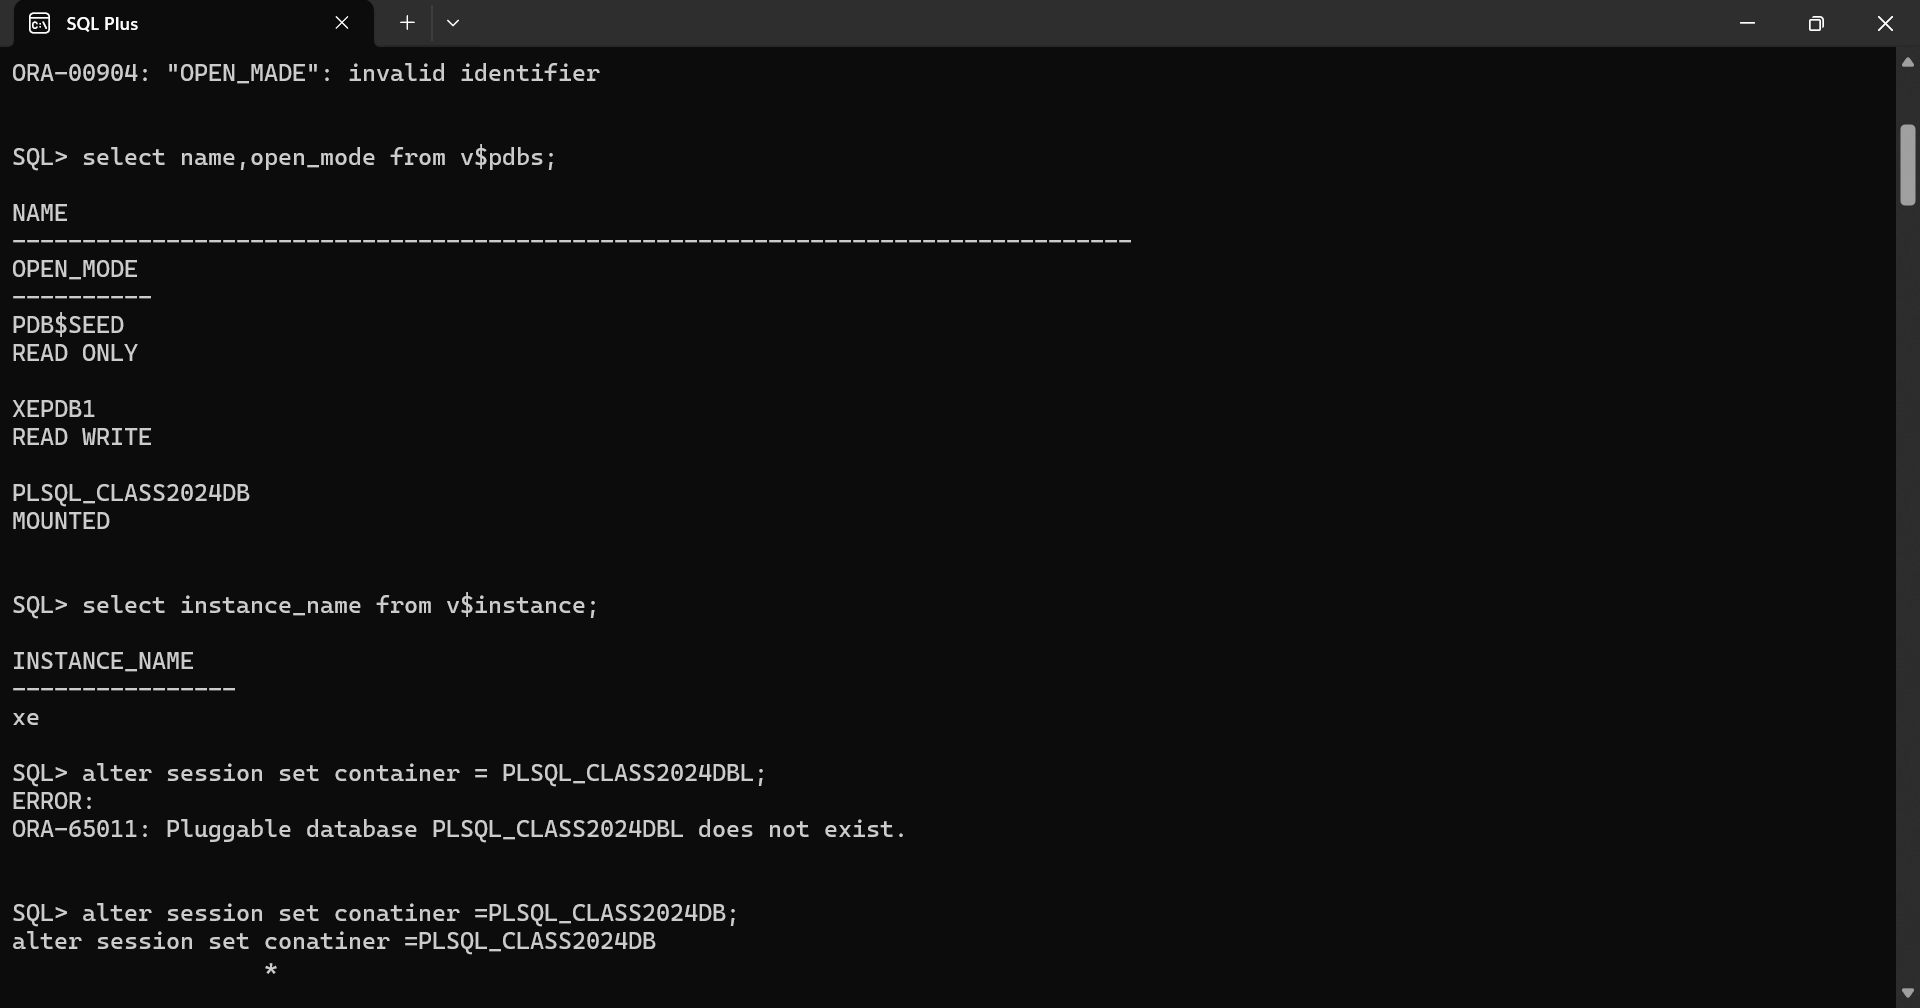 SQL Plus
ORA-00904: "OPEN_MADE": invalid identifier
SQL> select name,open_mode from v$pdbs;
NAME
--------------------------------------------------------------------------------
OPEN_MODE
----------
PDB$SEED
READ ONLY
XEPDB1
READ WRITE
PLSQL_CLASS2024DB
MOUNTED
SQL> select instance_name from v$instance;
INSTANCE_NAME
----------------
xe
SQL> alter session set container = PLSQL_CLASS2024DBL;
ERROR:
ORA-65011: Pluggable database PLSQL_CLASS2024DBL does not exist.
SQL> alter session set conatiner =PLSQL_CLASS2024DB;
alter session set conatiner =PLSQL_CLASS2024DB
*